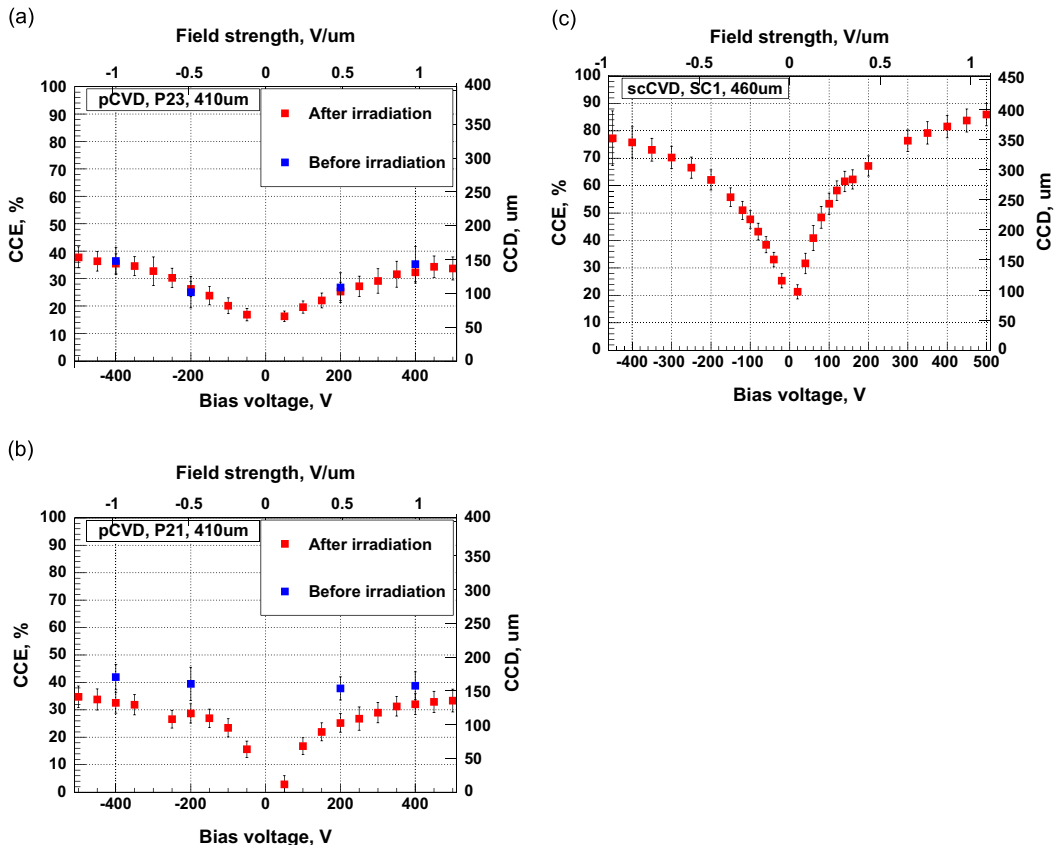 (a)
Field strength, V/um
-1 -0.5 0 0.5 1
pCVD, P23, 410um
After irradiation
Before irradiation
CCE, %
100
90
80
70
60
50
40
30
20
10
0
CCD, um
400
350
300
250
200
150
100
50
0
-400 -200 0 200 400
Bias voltage, V
(c)
Field strength, V/um
-1 -0.5 0 0.5 1
scCVD, SC1, 460um
CCE, %
100
90
80
70
60
50
40
30
20
10
0
CCD, um
450
400
350
300
250
200
150
100
50
0
-400 -300 -200 -100 0 100 200 300 400 500
Bias voltage, V
(b)
Field strength, V/um
-1 -0.5 0 0.5 1
pCVD, P21, 410um
After irradiation
Before irradiation
CCE, %
100
90
80
70
60
50
40
30
20
10
0
CCD, um
400
350
300
250
200
150
100
50
0
-400 -200 0 200 400
Bias voltage, V